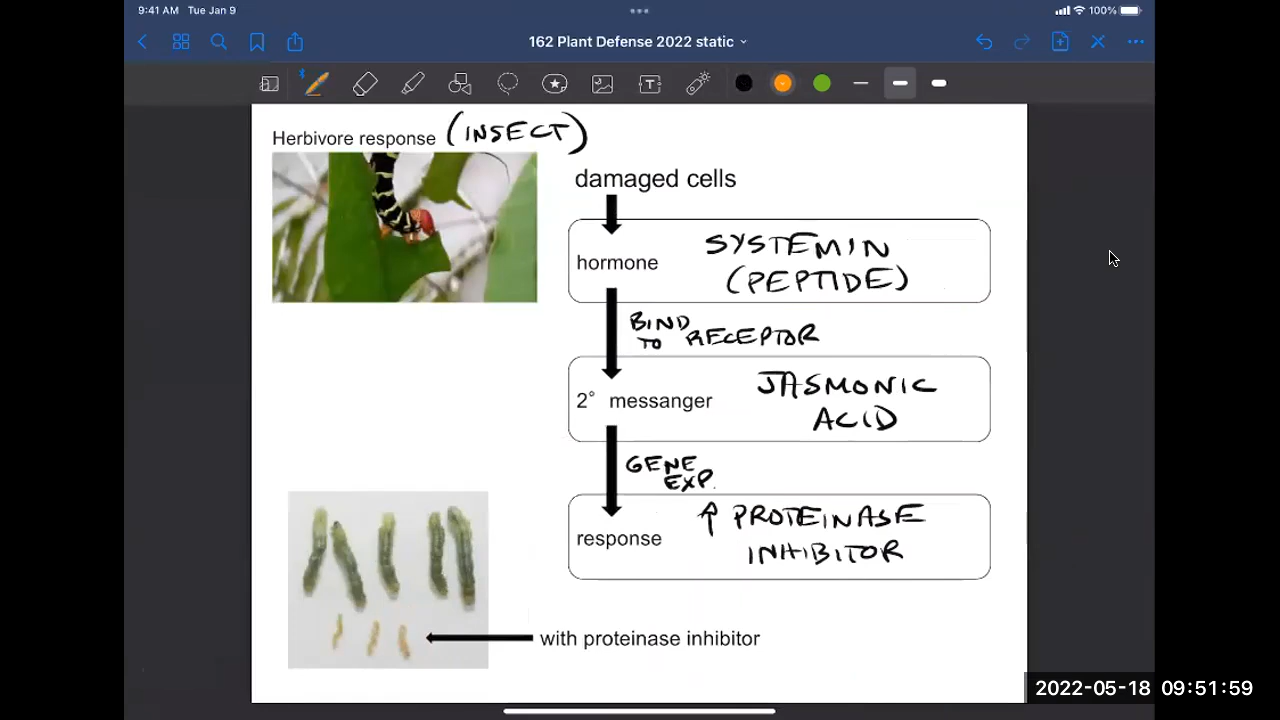 9:41 AM Tue Jan 9
100%
162 Plant Defense 2022 static
Herbivore response (INSECT)
damaged cells
hormone SYSTEMIN
(PEPTIDE)
BIND
TO RECEPTOR
2° messanger JASMONIC
ACID
GENE
EXP.
response ↑ PROTEINASE
INHIBITOR
with proteinase inhibitor
2022-05-18 09:51:59